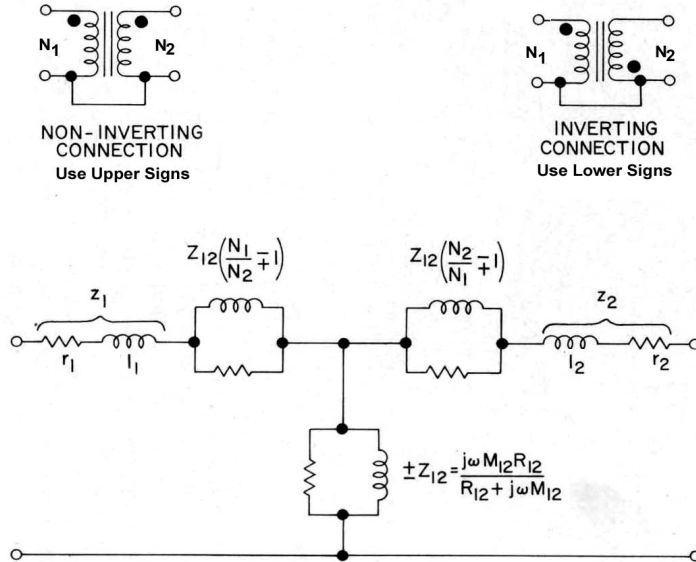 N₁ N₂
NON-INVERTING
CONNECTION
Use Upper Signs
N₁ N₂
INVERTING
CONNECTION
Use Lower Signs
Z₁₂(N₁/N₂ ∓ 1)
Z₁₂(N₂/N₁ ∓ 1)
z₁
z₂
r₁ l₁
l₂ r₂
±Z₁₂ = jωM₁₂R₁₂/R₁₂ + jωM₁₂